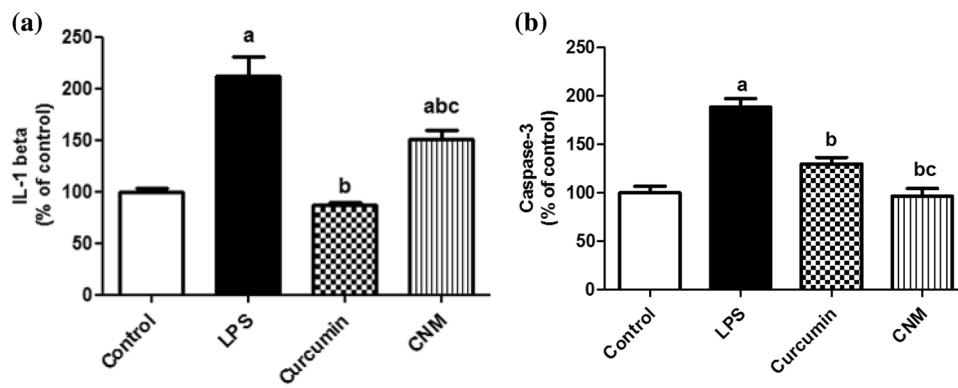 (a)
IL-1 beta
(% of control)
250
200
150
100
50
0
a
b
abc
Control
LPS
Curcumin
CNM
(b)
Caspase-3
(% of control)
250
200
150
100
50
0
a
b
bc
Control
LPS
Curcumin
CNM